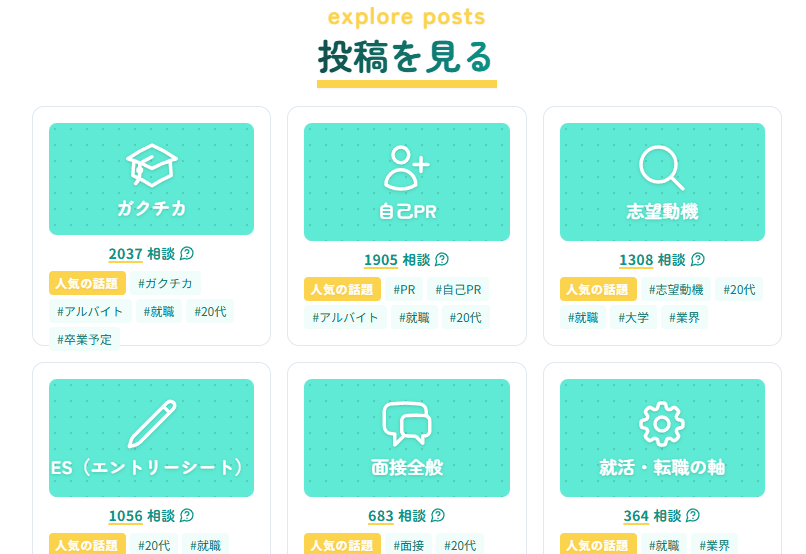 explore posts
投稿を見る
ガクチカ
2037 相談
人気の話題 #ガクチカ
#アルバイト #就職 #20代
#卒業予定
自己PR
1905 相談
人気の話題 #PR #自己PR
#アルバイト #就職 #20代
志望動機
1308 相談
人気の話題 #志望動機 #20代
#就職 #大学 #業界
ES（エントリーシート）
1056 相談
人気の話題 #20代 #就職
面接全般
683 相談
人気の話題 #面接 #20代
就活・転職の軸
364 相談
人気の話題 #就職 #業界